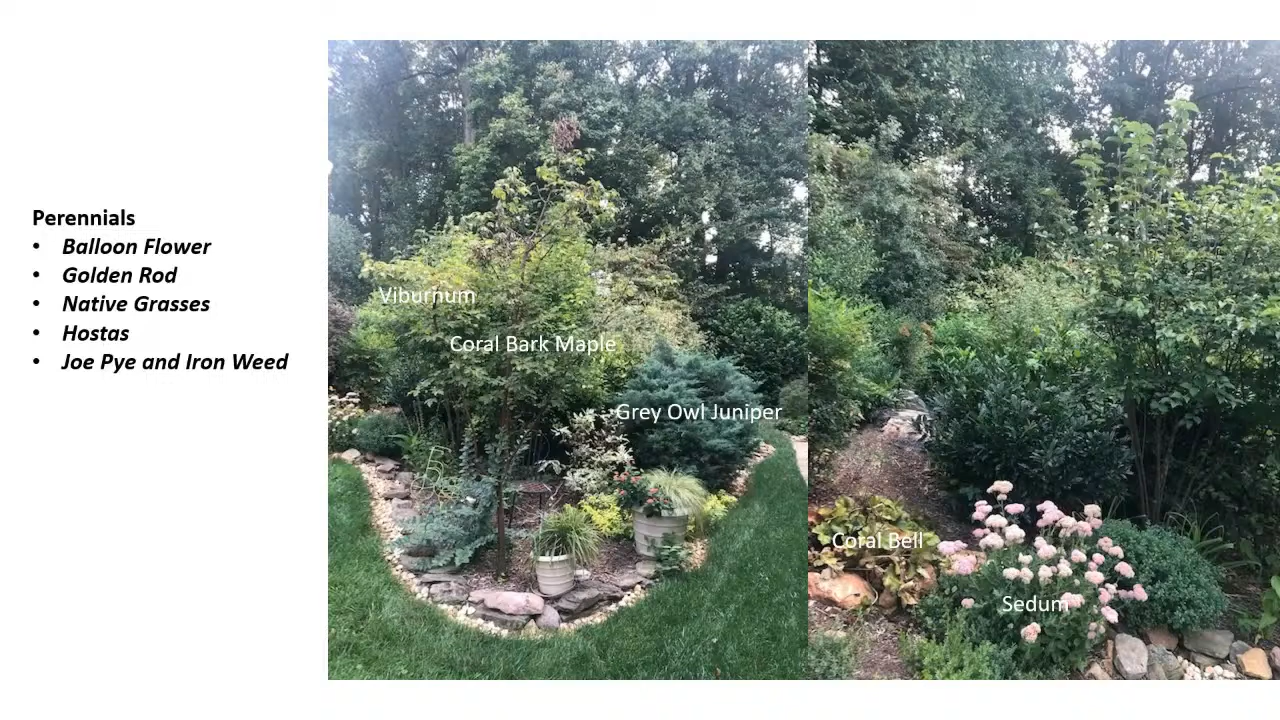 Perennials
• Balloon Flower
• Golden Rod
• Native Grasses
• Hostas
• Joe Pye and Iron Weed
Viburnum
Coral Bark Maple
Grey Owl Juniper
Coral Bell
Sedum